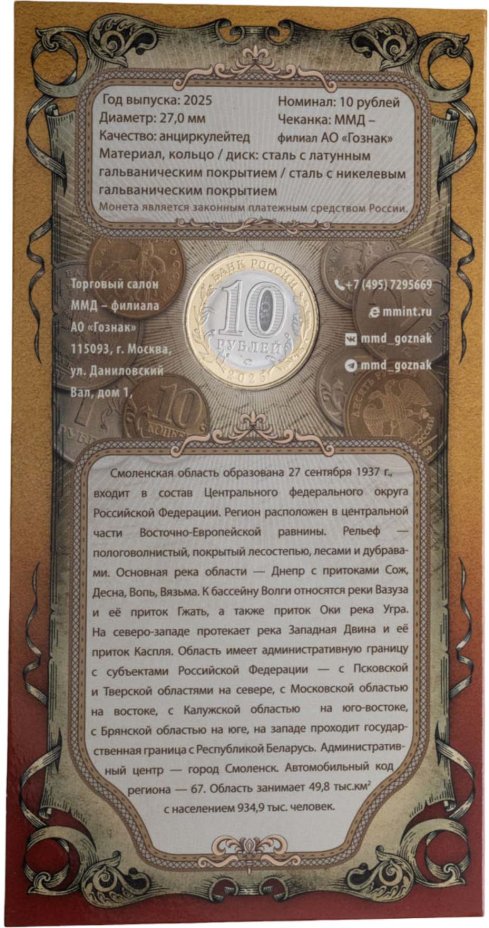 Год выпуска: 2025
Номинал: 10 рублей
Диаметр: 27,0 мм
Чеканка: ММД –
Качество: анциркулейтед
филиал АО «Гознак»
Материал, кольцо / диск: сталь с латунным
гальваническим покрытием / сталь с никелевым
гальваническим покрытием
Монета является законным платежным средством России.
Торговый салон
ММД – филиала
АО «Гознак»
115093, г. Москва,
ул. Даниловский
Вал, дом 1,
БАНК РОССИИ
10
РУБЛЕЙ
2025
+7 (495) 7295669
mmint.ru
mmd_goznak
mmd_goznak
Смоленская область образована 27 сентября 1937 г.,
входит в состав Центрального федерального округа
Российской Федерации. Регион расположен в центральной
части Восточно-Европейской равнины. Рельеф —
пологоволнистый, покрытый лесостепью, лесами и дубрава-
ми. Основная река области — Днепр с притоками Сож,
Десна, Вопь, Вязьма. К бассейну Волги относятся реки Вазуза
и её приток Гжать, а также приток Оки река Угра.
На северо-западе протекает река Западная Двина и её
приток Каспля. Область имеет административную границу
с субъектами Российской Федерации — с Псковской
и Тверской областями на севере, с Московской областью
на востоке, с Калужской областью на юго-востоке,
с Брянской областью на юге, на западе проходит государ-
ственная граница с Республикой Беларусь. Административ-
ный центр — город Смоленск. Автомобильный код
региона — 67. Область занимает 49,8 тыс.км²
с населением 934,9 тыс. человек.